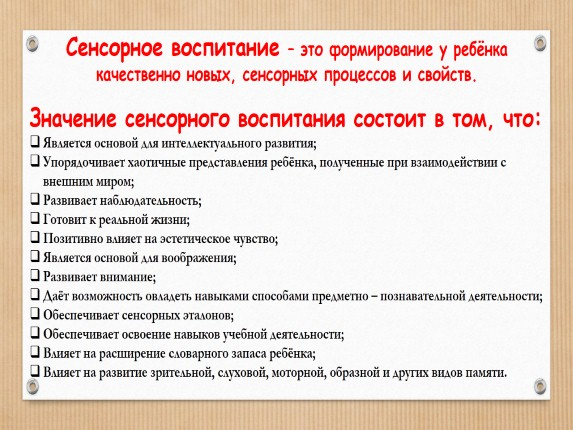 Сенсорное воспитание – это формирование у ребёнка
качественно новых, сенсорных процессов и свойств.
Значение сенсорного воспитания состоит в том, что:
❑ Является основой для интеллектуального развития;
❑ Упорядочивает хаотичные представления ребёнка, полученные при взаимодействии с
внешним миром;
❑ Развивает наблюдательность;
❑ Готовит к реальной жизни;
❑ Позитивно влияет на эстетическое чувство;
❑ Является основой для воображения;
❑ Развивает внимание;
❑ Даёт возможность овладеть навыками способами предметно – познавательной деятельности;
❑ Обеспечивает сенсорных эталонов;
❑ Обеспечивает освоение навыков учебной деятельности;
❑ Влияет на расширение словарного запаса ребёнка;
❑ Влияет на развитие зрительной, слуховой, моторной, образной и других видов памяти.